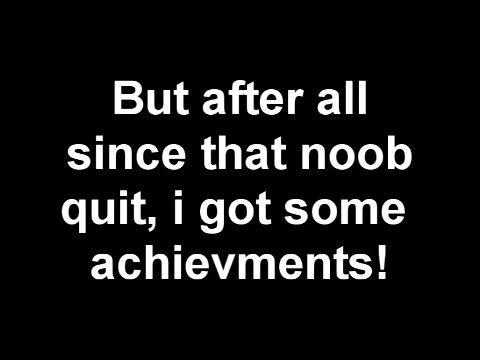 But after all
since that noob
quit, i got some
achievments!